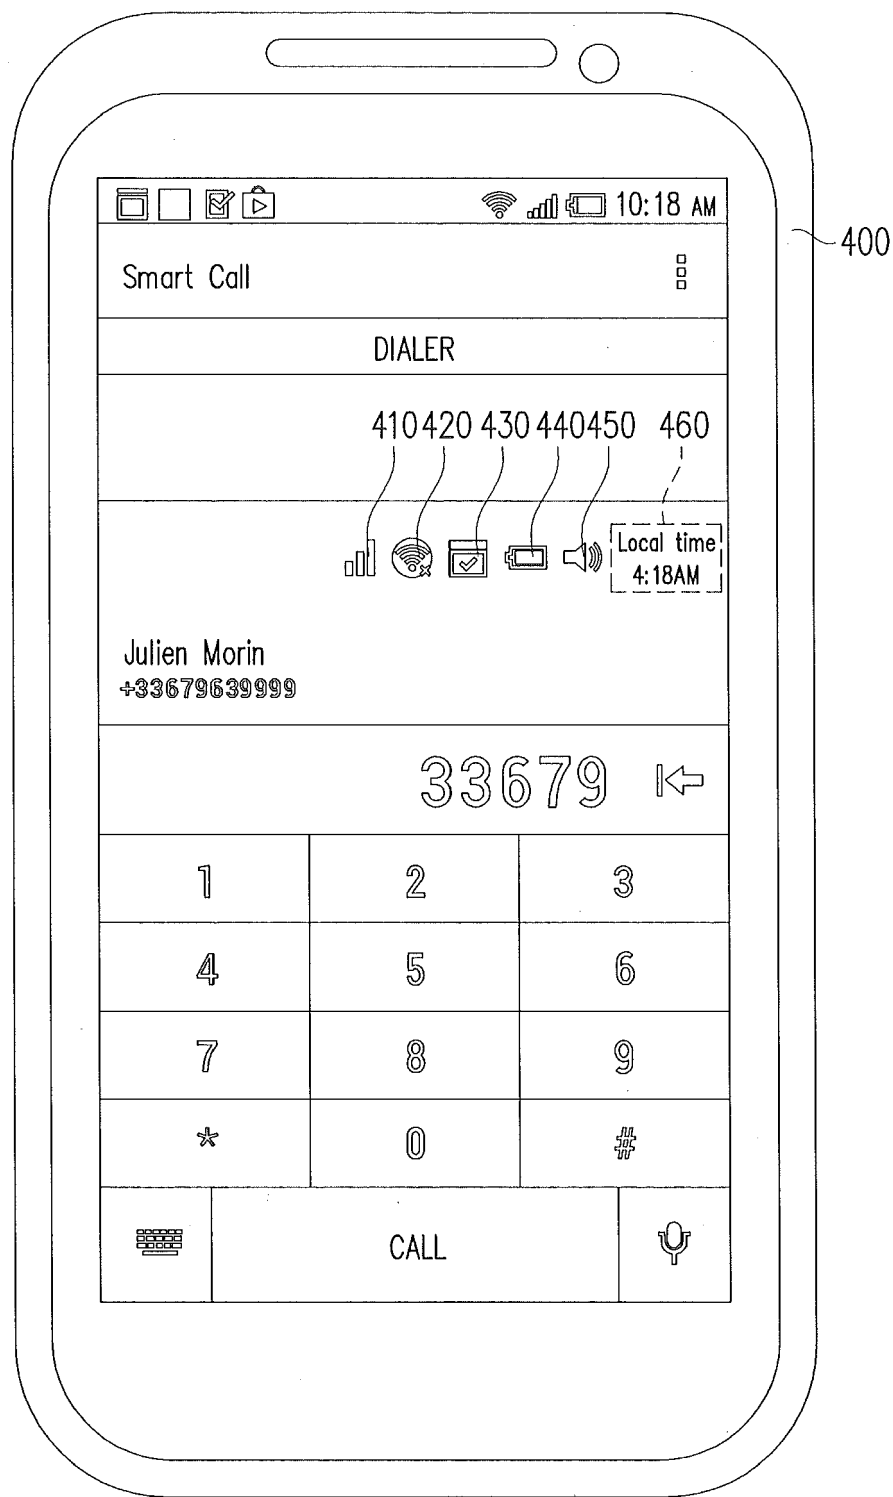 10:18 AM
400
Smart Call
DIALER
410 420 430 440 450 460
Local time
4:18AM
Julien Morin
+33679639999
33679
1 2 3
4 5 6
7 8 9
* 0 #
CALL